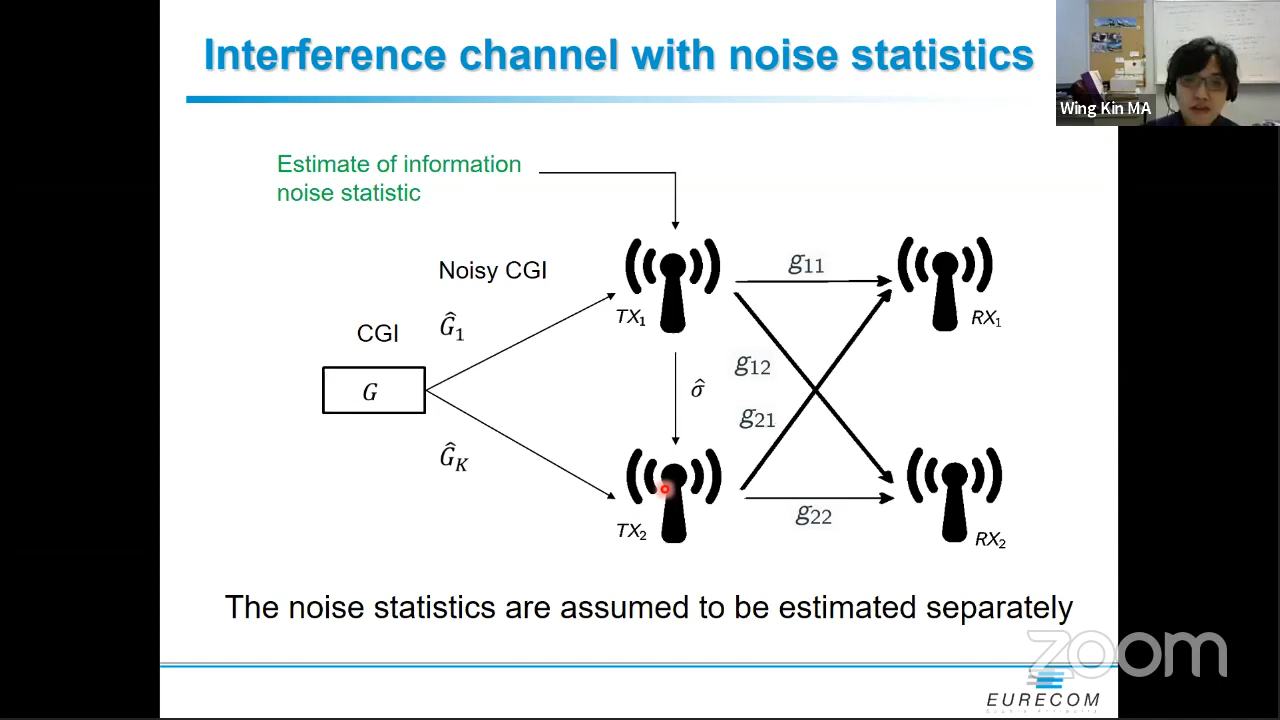 Interference channel with noise statistics
Wing Kin MA
Estimate of information
noise statistic
Noisy CGI
g11
Ĝ1
TX1
RX1
CGI
g12
G
σ̂
g21
ĜK
TX2
g22
RX2
The noise statistics are assumed to be estimated separately
zoom
EURECOM